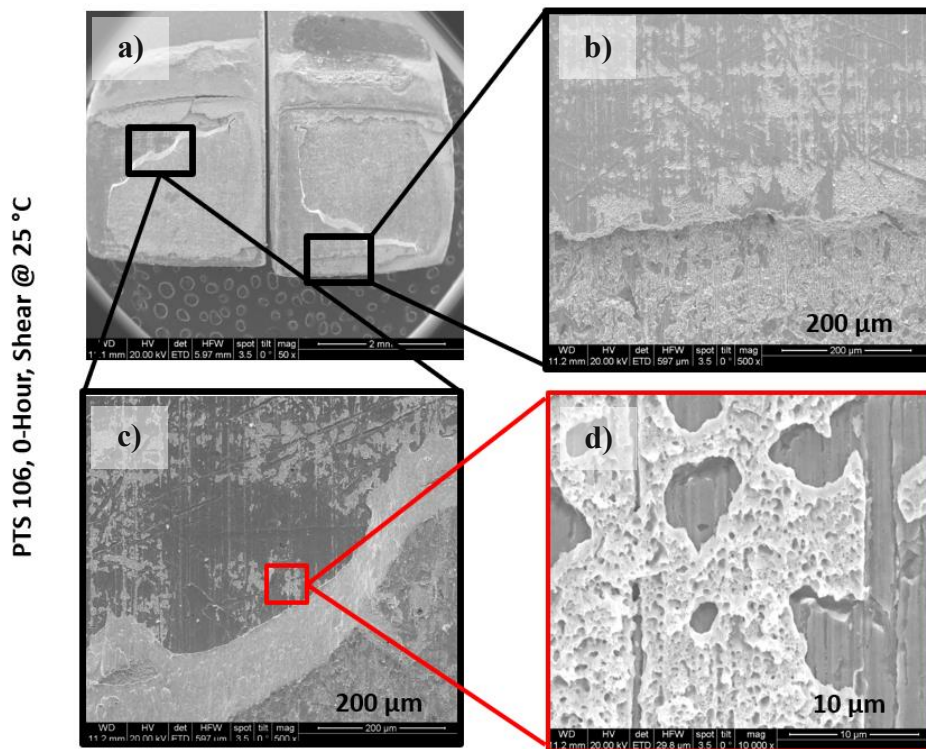 PTS 106, 0-Hour, Shear @ 25 °C
a)
WD HV det HFW spot tilt mag
11.1 mm 20.00 kV ETD 5.97 mm 3.5 0 ° 50 x
2 mm
b)
200 µm
WD HV det HFW spot tilt mag
11.2 mm 20.00 kV ETD 597 µm 3.5 0 ° 500 x
200 µm
c)
200 µm
WD HV det HFW spot tilt mag
11.2 mm 20.00 kV ETD 597 µm 3.5 0 ° 500 x
200 µm
d)
10 µm
WD HV det HFW spot tilt mag
11.2 mm 20.00 kV ETD 29.8 µm 3.5 0 ° 10 000 x
10 µm